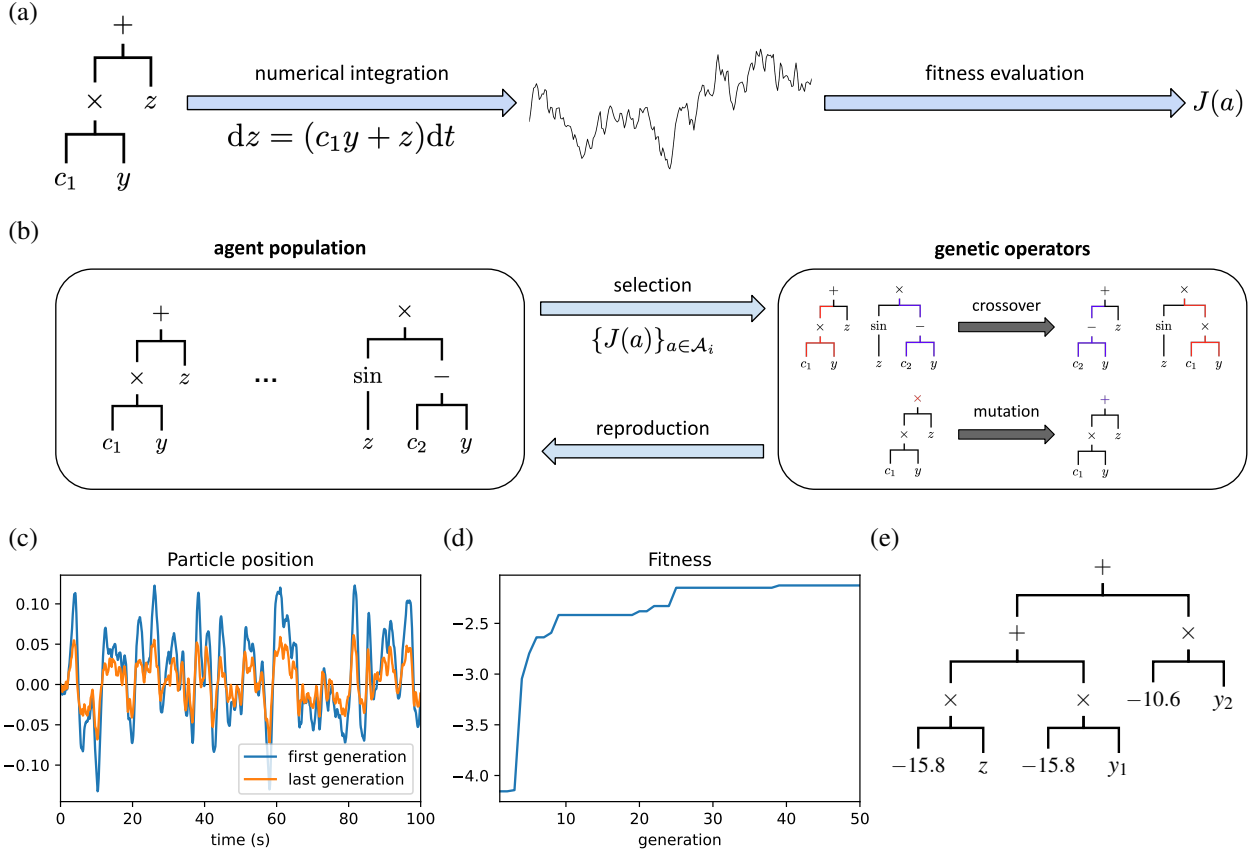 (a)
+
× z
c₁ y
numerical integration
dz = (c₁y + z)dt
fitness evaluation
J(a)
(b)
agent population
+
× z
c₁ y
...
×
sin −
z c₂ y
selection
{J(a)}ₐ∈𝒜ᵢ
reproduction
genetic operators
+
× z
c₁ y
×
sin −
z c₂ y
crossover
+
− z
c₂ y
×
sin ×
z c₁ y
×
× z
c₁ y
mutation
+
× z
c₁ y
(c)
Particle position
0.10
0.05
0.00
−0.05
−0.10
first generation
last generation
0 20 40 60 80 100
time (s)
(d)
Fitness
−2.5
−3.0
−3.5
−4.0
10 20 30 40 50
generation
(e)
+
+ ×
× × −10.6 y₂
−15.8 z −15.8 y₁